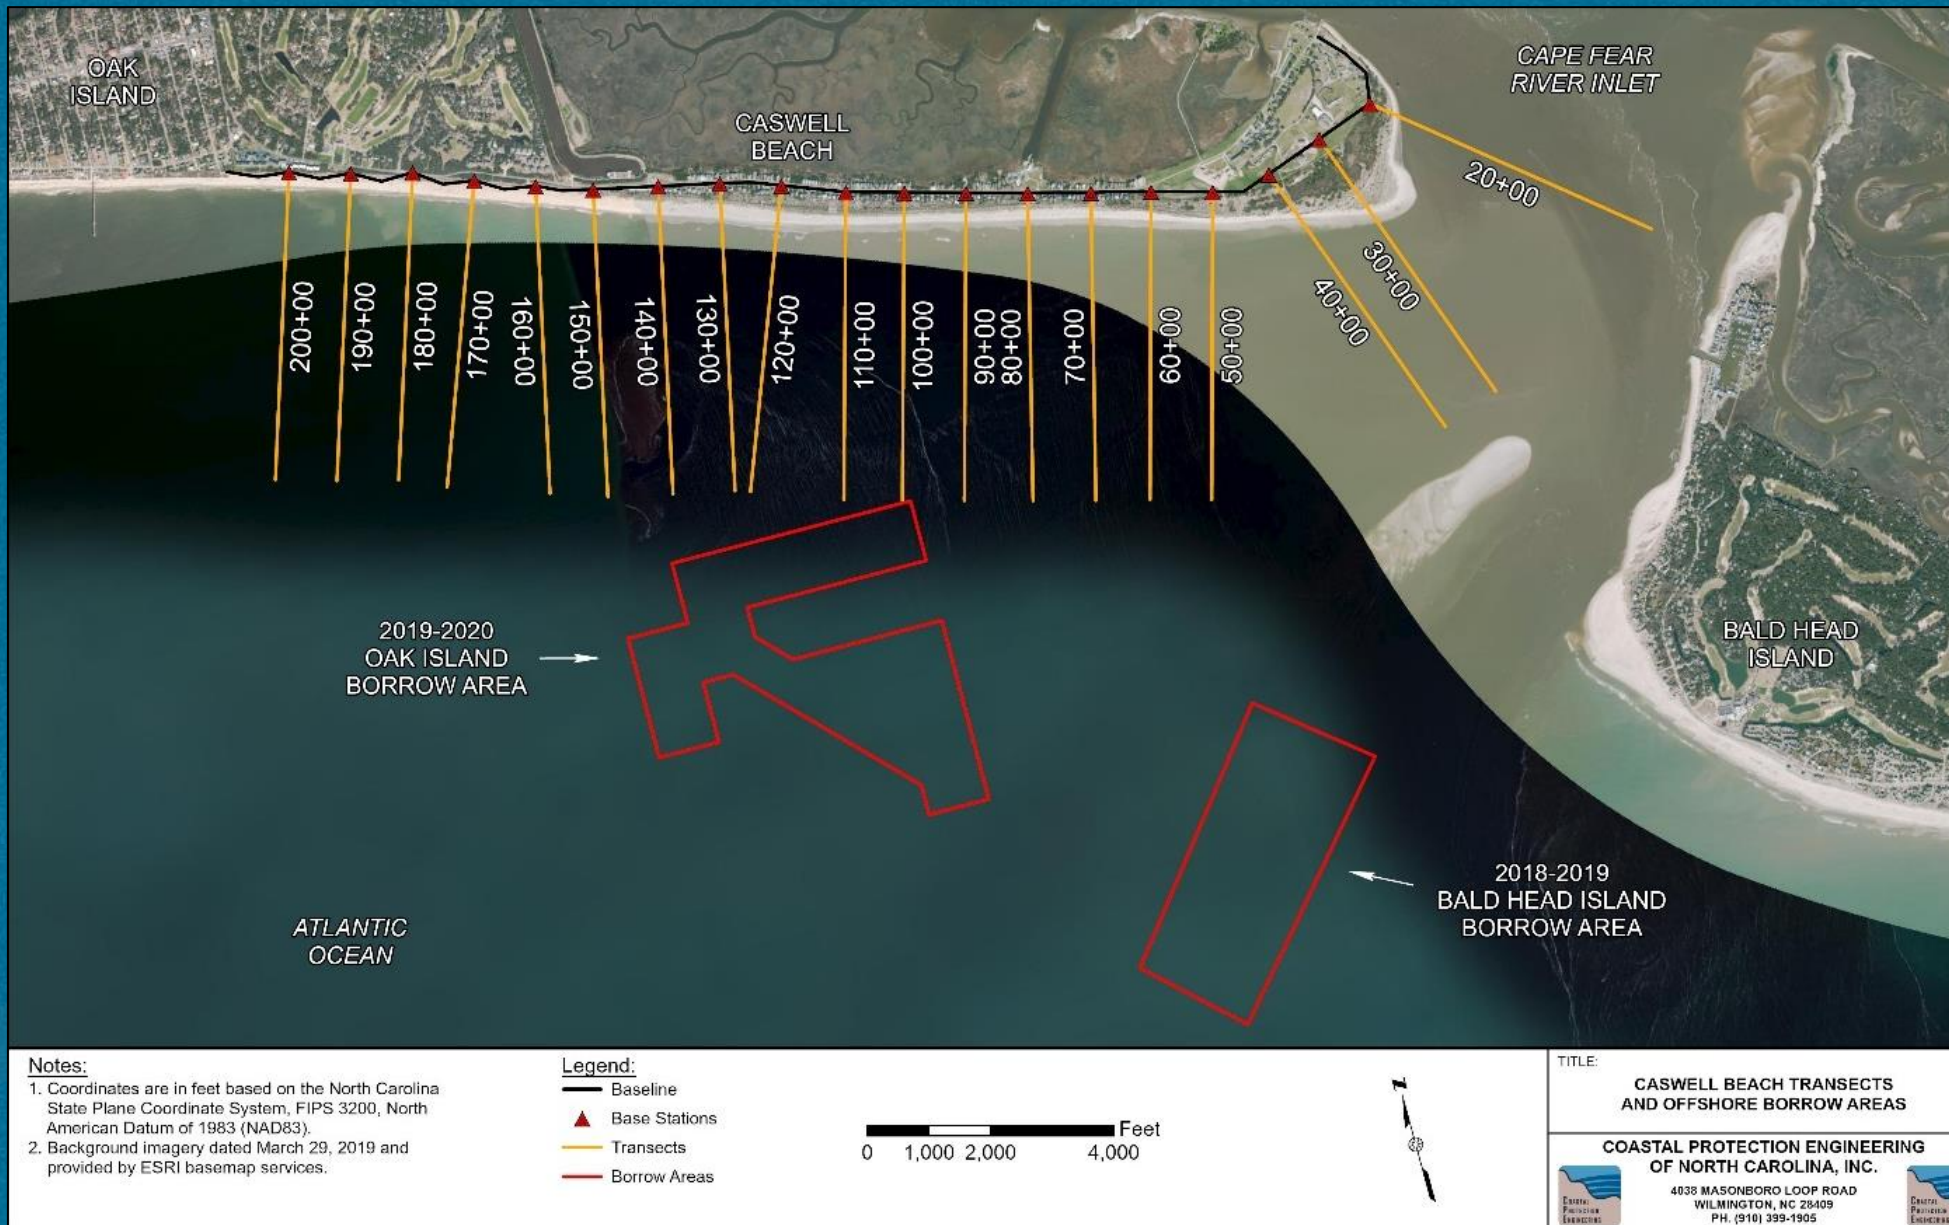 OAK
ISLAND
CASWELL
BEACH
CAPE FEAR
RIVER INLET
20+00
30+00
40+00
200+00
190+00
180+00
170+00
160+00
150+00
140+00
130+00
120+00
110+00
100+00
90+00
80+00
70+00
60+00
50+00
2019-2020
OAK ISLAND
BORROW AREA
BALD HEAD
ISLAND
2018-2019
BALD HEAD ISLAND
BORROW AREA
ATLANTIC
OCEAN
Notes:
1. Coordinates are in feet based on the North Carolina
State Plane Coordinate System, FIPS 3200, North
American Datum of 1983 (NAD83).
2. Background imagery dated March 29, 2019 and
provided by ESRI basemap services.
Legend:
Baseline
Base Stations
Transects
Borrow Areas
Feet
0 1,000 2,000 4,000
N
TITLE:
CASWELL BEACH TRANSECTS
AND OFFSHORE BORROW AREAS
COASTAL PROTECTION ENGINEERING
OF NORTH CAROLINA, INC.
4038 MASONBORO LOOP ROAD
WILMINGTON, NC 28409
PH. (910) 399-1905
COASTAL
PROTECTION
ENGINEERING
COASTAL
PROTECTION
ENGINEERING